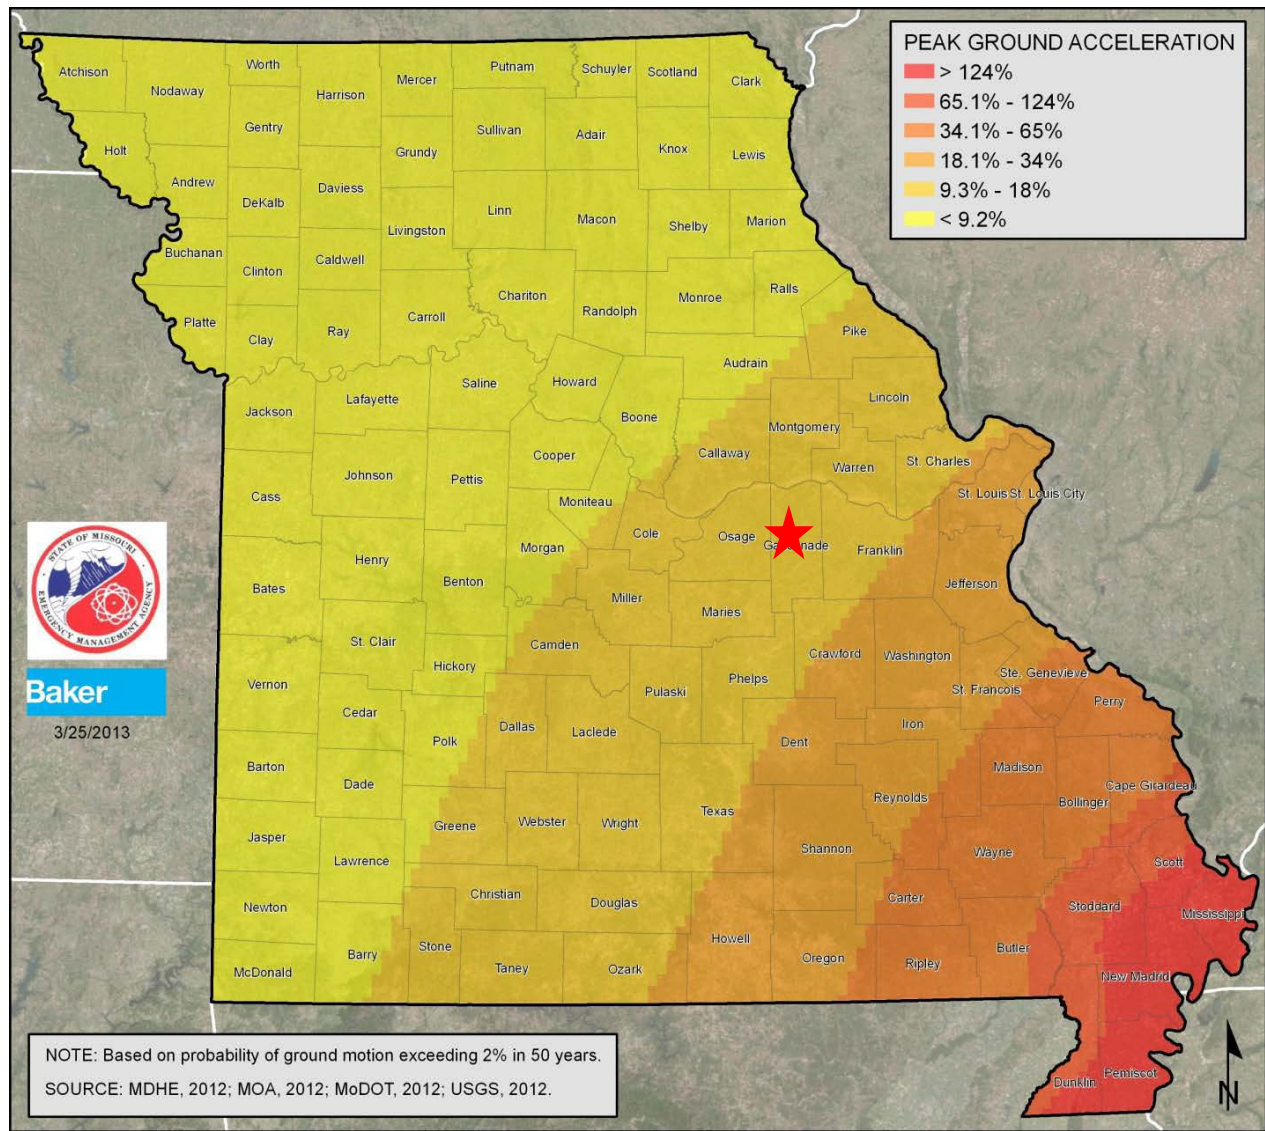 PEAK GROUND ACCELERATION
> 124%
65.1% - 124%
34.1% - 65%
18.1% - 34%
9.3% - 18%
< 9.2%
Atchison
Nodaway
Worth
Harrison
Mercer
Putnam
Schuyler
Scotland
Clark
Gentry
Sullivan
Adair
Holt
Grundy
Knox
Lewis
Andrew
DeKalb
Daviess
Linn
Macon
Shelby
Marion
Livingston
Buchanan
Clinton
Caldwell
Chariton
Monroe
Ralls
Randolph
Platte
Clay
Ray
Carroll
Pike
Audrain
Saline
Howard
Jackson
Lafayette
Boone
Lincoln
Montgomery
Callaway
Cooper
Warren
St. Charles
Cass
Johnson
Pettis
Moniteau
St. Louis
St. Louis City
Cole
Osage
Franklin
Morgan
Henry
Benton
Bates
Miller
Maries
Jefferson
St. Clair
Camden
Crawford
Washington
Hickory
Ste. Genevieve
Vernon
Pulaski
Phelps
St. Francois
Perry
Cedar
Polk
Dallas
Laclede
Dent
Iron
Barton
Dade
Madison
Cape Girardeau
Bollinger
Texas
Reynolds
Jasper
Greene
Webster
Wright
Shannon
Wayne
Scott
Lawrence
Newton
Christian
Douglas
Carter
Stoddard
Mississippi
McDonald
Barry
Stone
Taney
Ozark
Howell
Oregon
Ripley
Butler
New Madrid
Dunklin
Pemiscot
STATE OF MISSOURI
EMERGENCY MANAGEMENT AGENCY
Baker
3/25/2013
NOTE: Based on probability of ground motion exceeding 2% in 50 years.
SOURCE: MDHE, 2012; MOA, 2012; MoDOT, 2012; USGS, 2012.
N